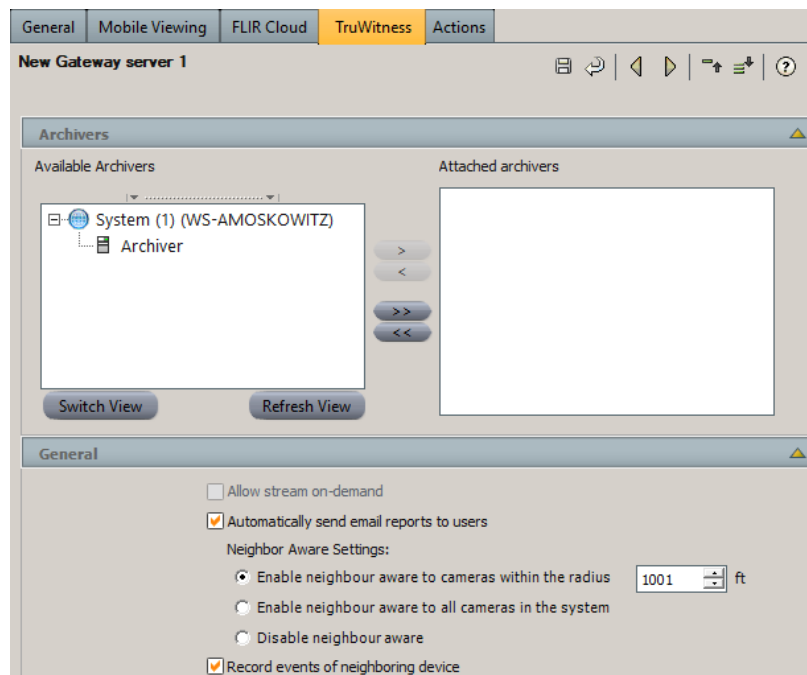 General Mobile Viewing FLIR Cloud TruWitness Actions
New Gateway server 1
Archivers
Available Archivers Attached archivers
System (1) (WS-AMOSKOWITZ)
Archiver
>
<
>>
<<
Switch View Refresh View
General
Allow stream on-demand
Automatically send email reports to users
Neighbor Aware Settings:
Enable neighbour aware to cameras within the radius 1001 ft
Enable neighbour aware to all cameras in the system
Disable neighbour aware
Record events of neighboring device